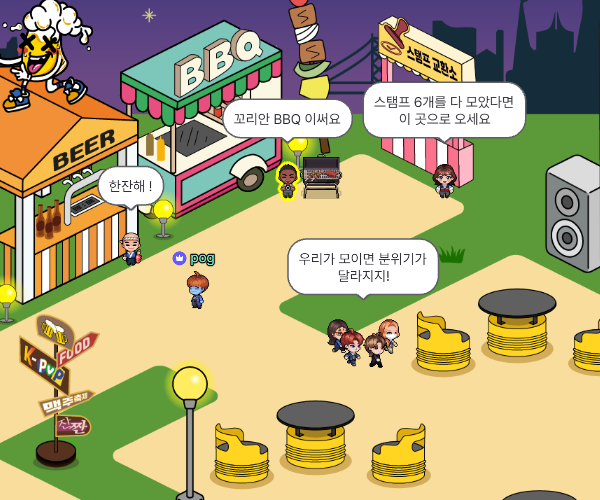 BBQ
스탬프 교환소
BEER
꼬리안 BBQ 이써요
스탬프 6개를 다 모았다면
이 곳으로 오세요
한잔해 !
pog
우리가 모이면 분위기가
달라지지!
FOOD
K-PoP
맥주축제